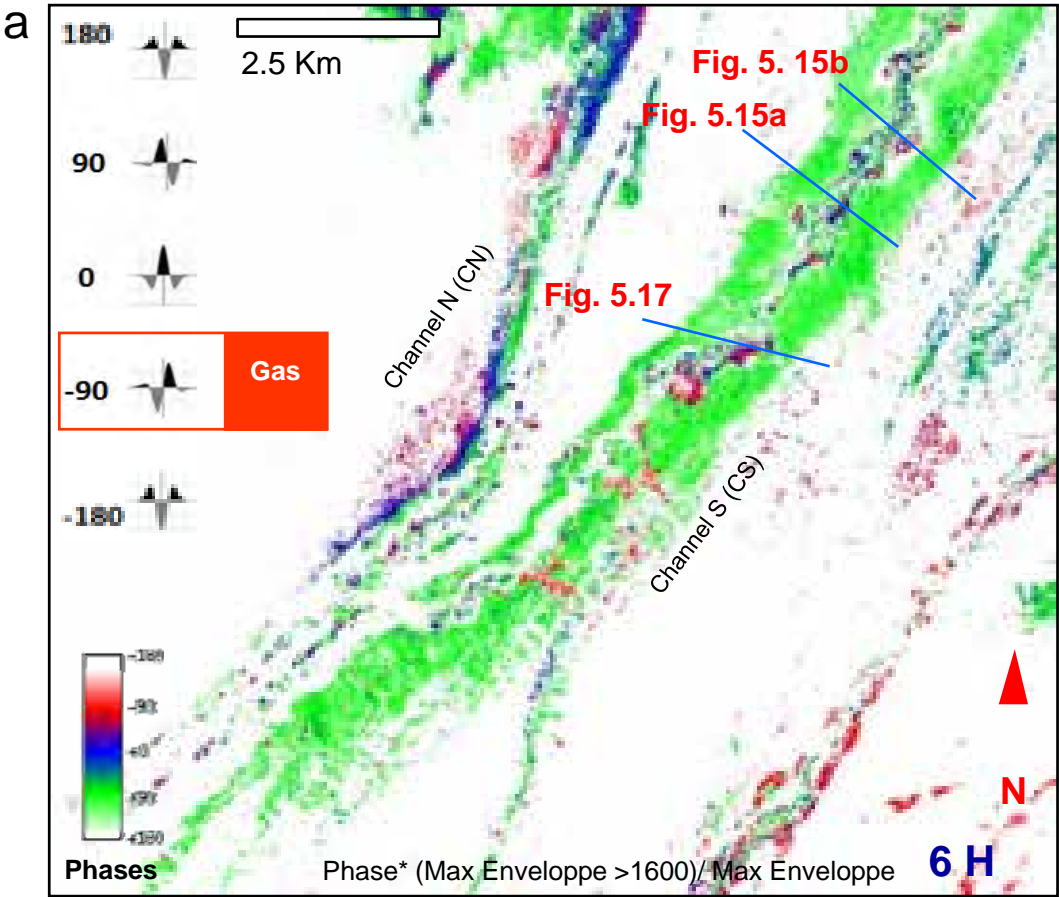 a
180
2.5 Km
Fig. 5. 15b
Fig. 5.15a
90
0
Channel N (CN)
Fig. 5.17
-90
Gas
-180
Channel S (CS)
-180
-90
+0
+90
+180
N
Phases
Phase* (Max Enveloppe >1600)/ Max Enveloppe
6 H